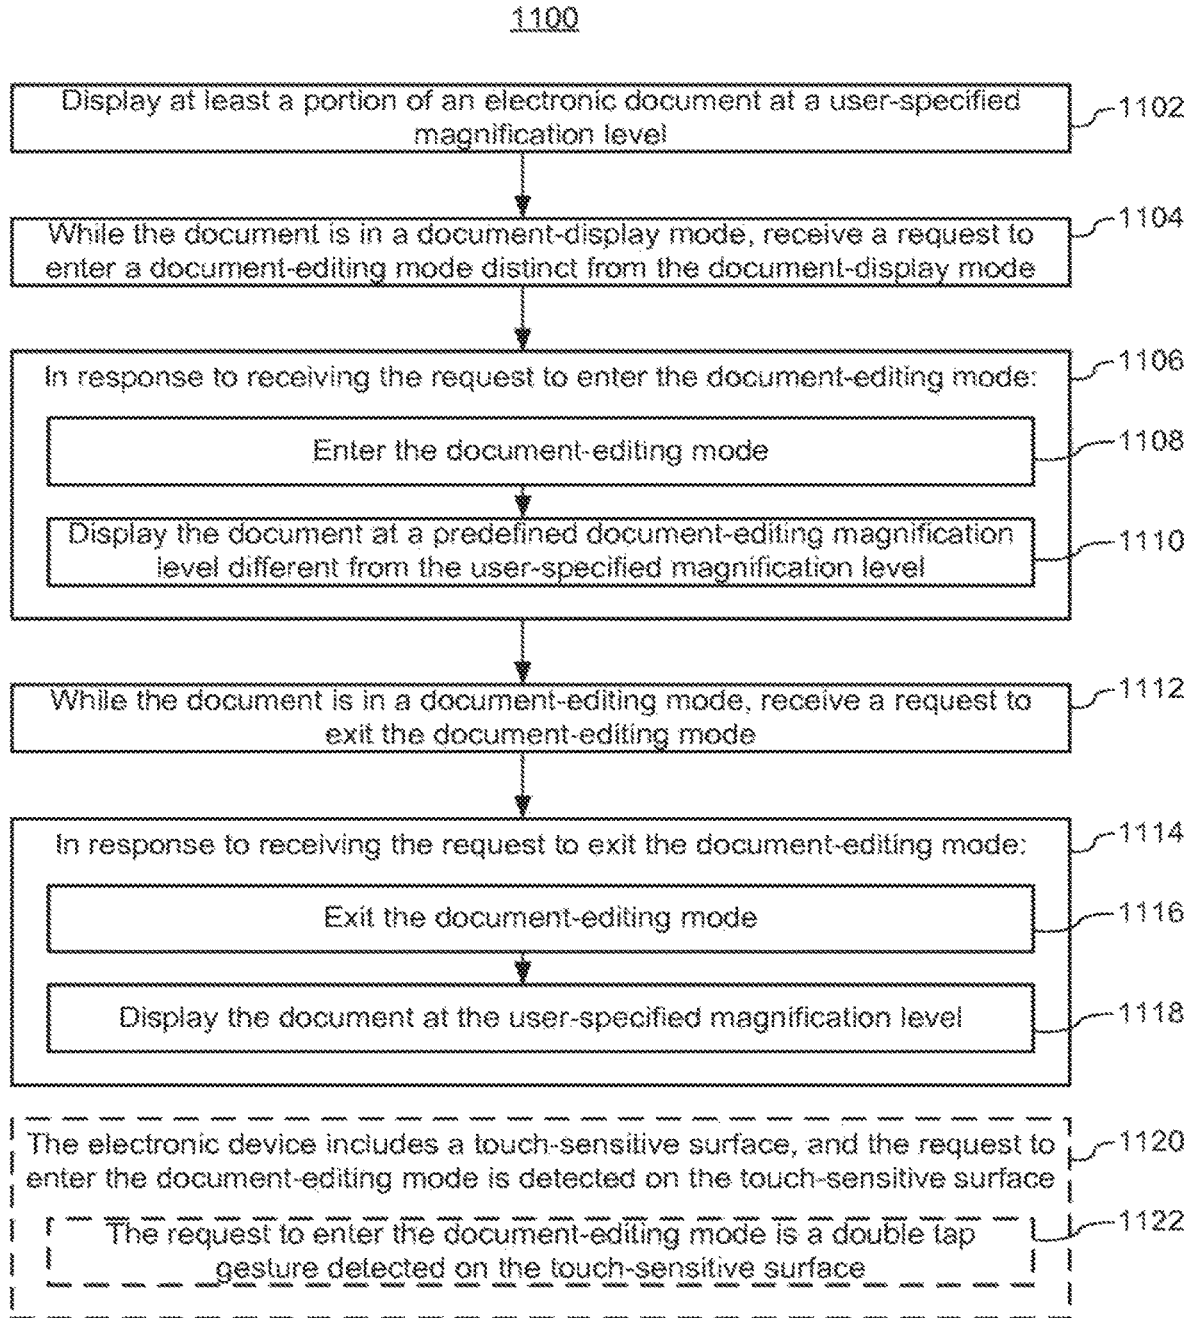 1100
Display at least a portion of an electronic document at a user-specified
magnification level
1102
While the document is in a document-display mode, receive a request to
enter a document-editing mode distinct from the document-display mode
1104
In response to receiving the request to enter the document-editing mode:
1106
Enter the document-editing mode
1108
Display the document at a predefined document-editing magnification
level different from the user-specified magnification level
1110
While the document is in a document-editing mode, receive a request to
exit the document-editing mode
1112
In response to receiving the request to exit the document-editing mode:
1114
Exit the document-editing mode
1116
Display the document at the user-specified magnification level
1118
The electronic device includes a touch-sensitive surface, and the request to
enter the document-editing mode is detected on the touch-sensitive surface
1120
The request to enter the document-editing mode is a double tap
gesture detected on the touch-sensitive surface
1122